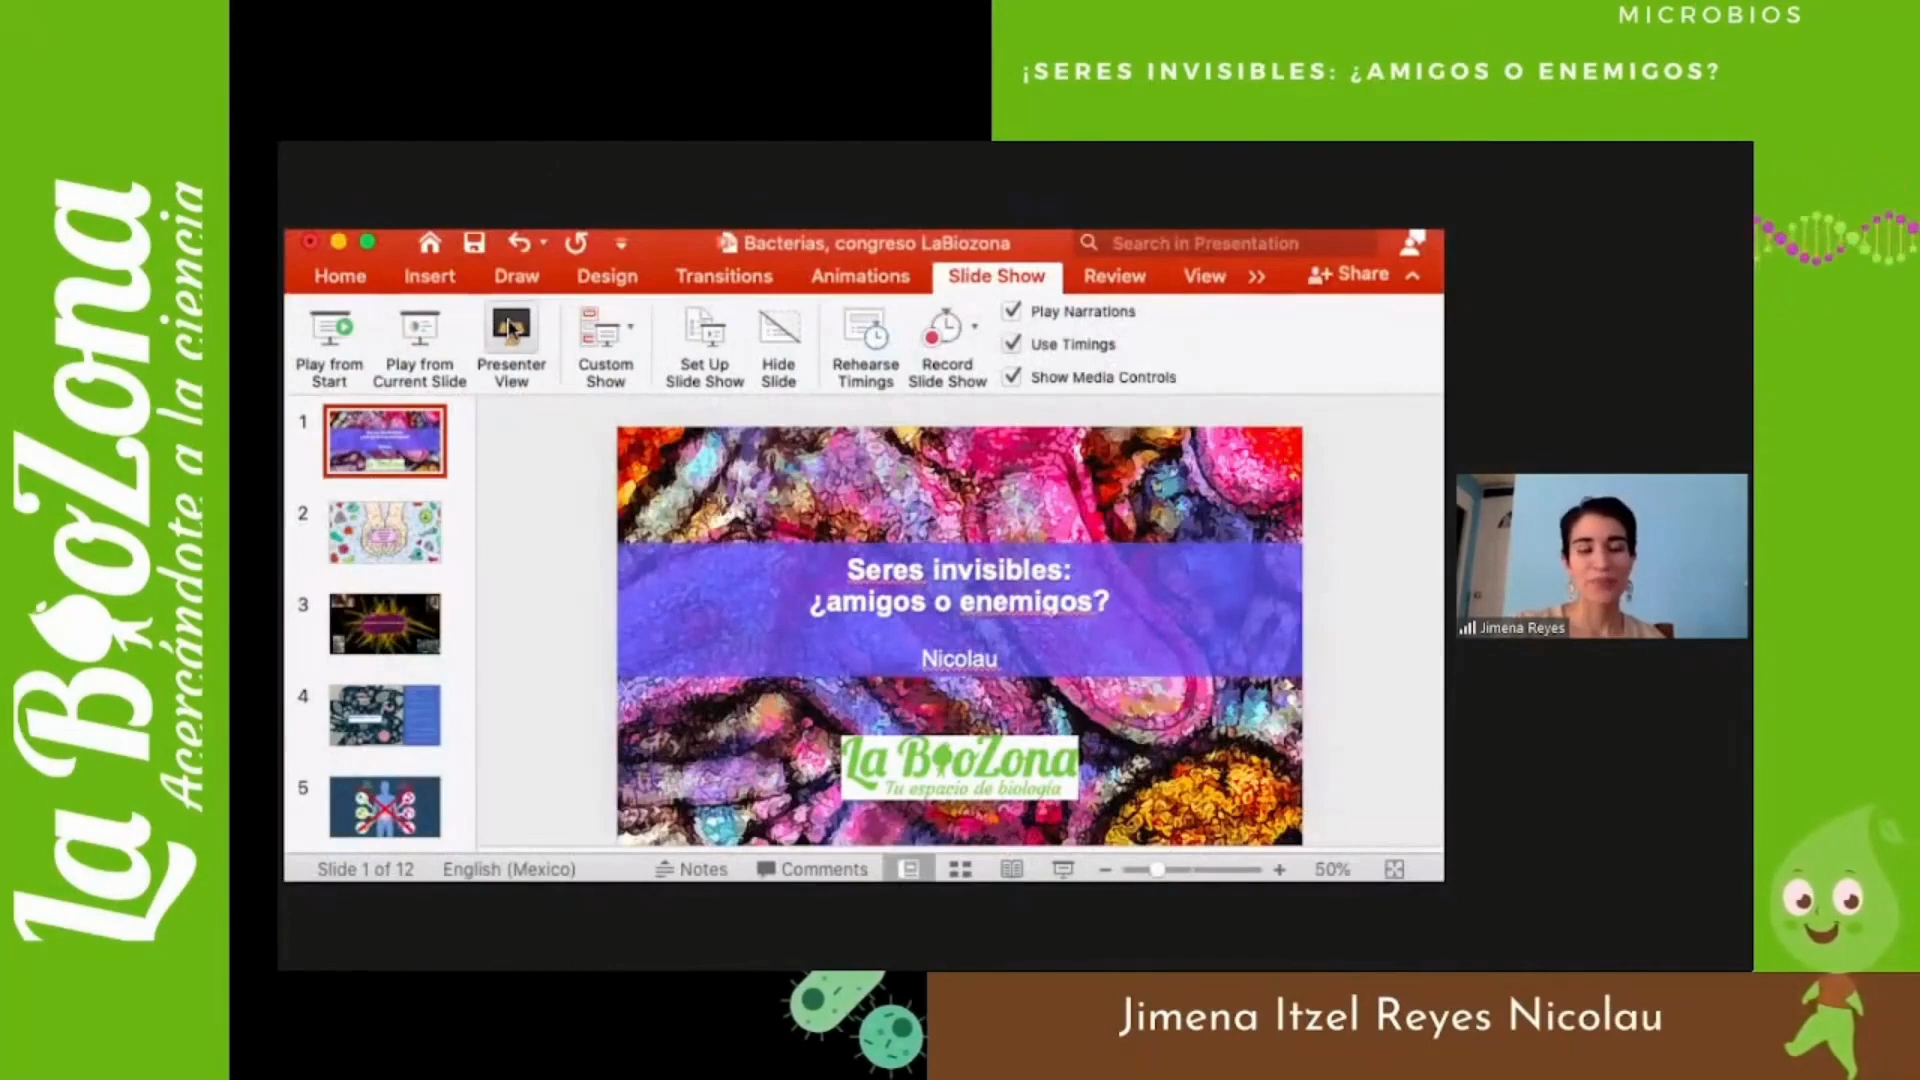 La BioZona
Acercándote a la ciencia
MICROBIOS
¡SERES INVISIBLES: ¿AMIGOS O ENEMIGOS?
Bacterias, congreso LaBiozona
Search in Presentation
Home
Insert
Draw
Design
Transitions
Animations
Slide Show
Review
View
Share
Play from
Start
Play from
Current Slide
Presenter
View
Custom
Show
Set Up
Slide Show
Hide
Slide
Rehearse
Timings
Record
Slide Show
Play Narrations
Use Timings
Show Media Controls
1
2
3
4
5
Seres invisibles:
¿amigos o enemigos?
Nicolau
La BioZona
Tu espacio de biología
Jimena Reyes
Slide 1 of 12
English (Mexico)
Notes
Comments
50%
Jimena Itzel Reyes Nicolau